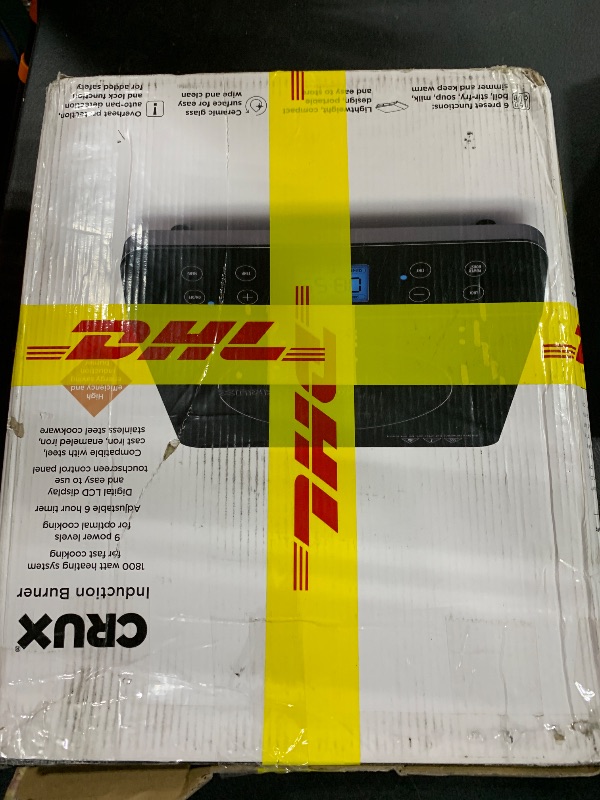 CRUX®
Induction Burner
1800 watt heating system
for fast cooking
9 power levels
for optimal cooking
Adjustable 6 hour timer
Digital LCD display
and easy to use
touchscreen control panel
Compatible with steel,
cast iron, enameled iron,
stainless steel cookware
High
efficiency and
DHL
DHL
6 preset functions:
boil, stir-fry, soup, milk,
simmer and keep warm
Lightweight, compact
design, portable
and easy to store
Ceramic glass
surface for easy
wipe and clean
Overheat protection,
auto-pan detection
and lock function
for added safety